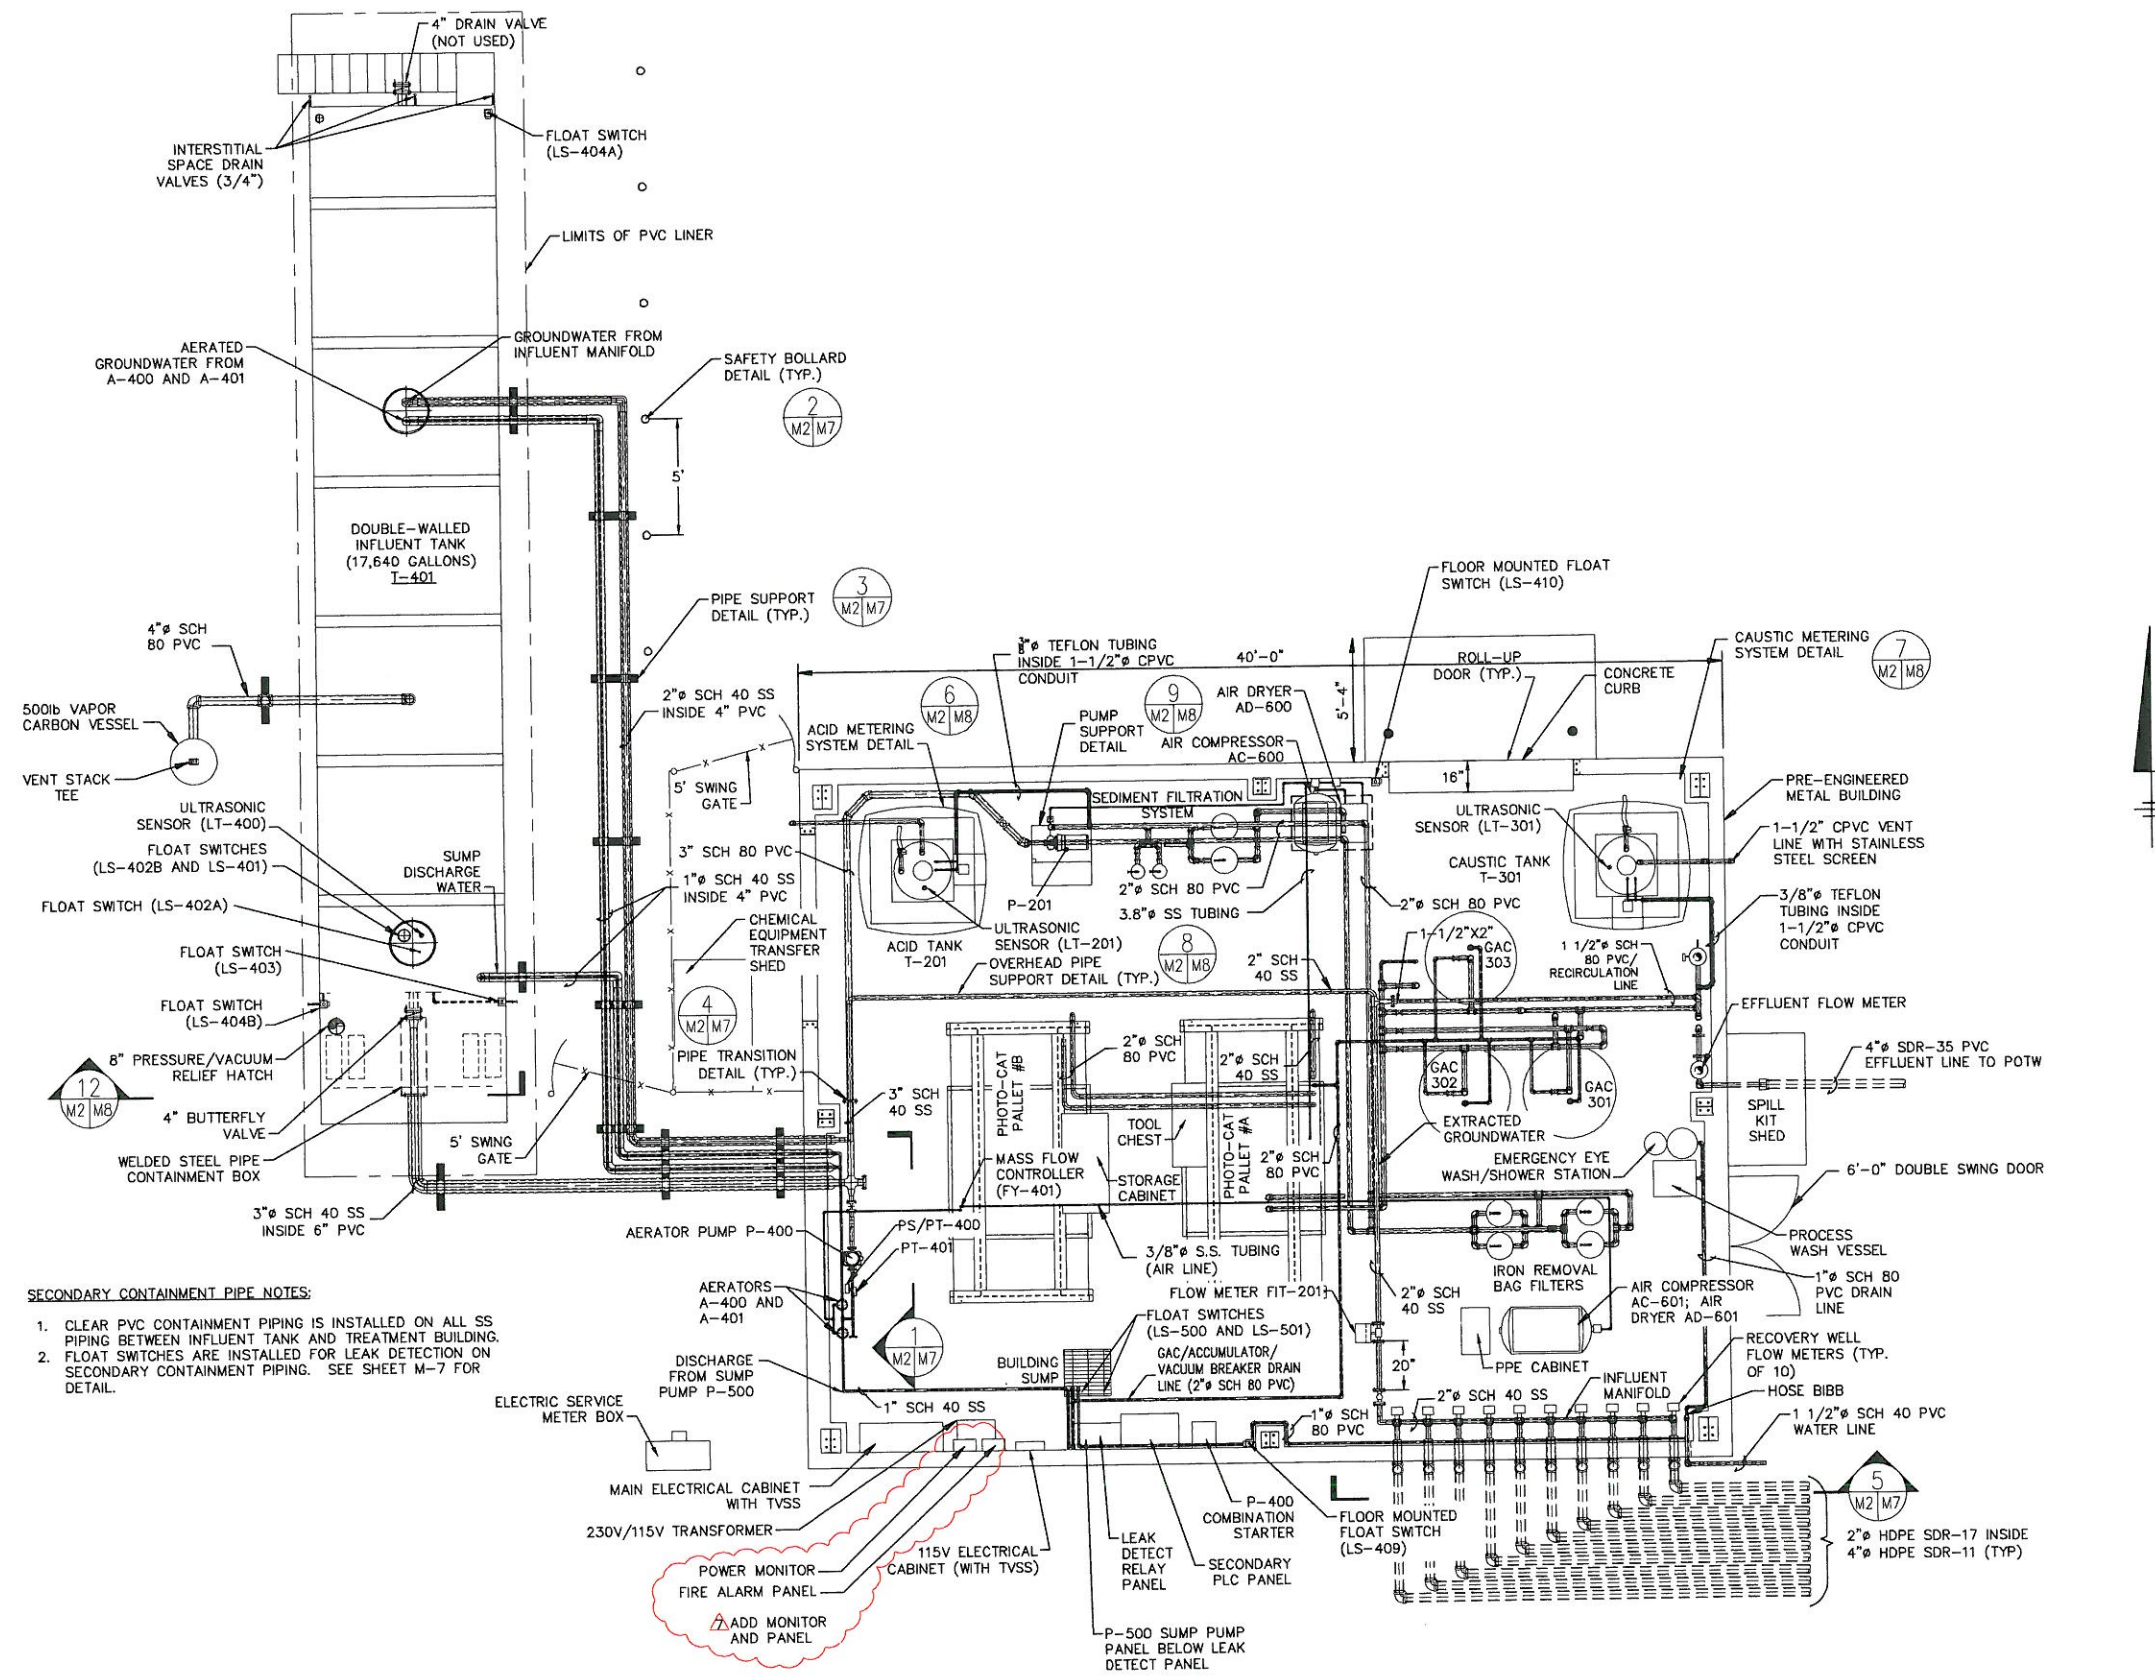 4" DRAIN VALVE
(NOT USED)
INTERSTITIAL
SPACE DRAIN
VALVES (3/4")
FLOAT SWITCH
(LS-404A)
LIMITS OF PVC LINER
AERATED
GROUNDWATER FROM
A-400 AND A-401
GROUNDWATER FROM
INFLUENT MANIFOLD
SAFETY BOLLARD
DETAIL (TYP.)
2
M2 M7
5'
DOUBLE-WALLED
INFLUENT TANK
(17,640 GALLONS)
T-401
PIPE SUPPORT
DETAIL (TYP.)
3
M2 M7
4"ø SCH
80 PVC
500lb VAPOR
CARBON VESSEL
VENT STACK
TEE
ULTRASONIC
SENSOR (LT-400)
FLOAT SWITCHES
(LS-402B AND LS-401)
FLOAT SWITCH (LS-402A)
FLOAT SWITCH
(LS-403)
FLOAT SWITCH
(LS-404B)
8" PRESSURE/VACUUM
RELIEF HATCH
12
M2 M8
4" BUTTERFLY
VALVE
WELDED STEEL PIPE
CONTAINMENT BOX
3"ø SCH 40 SS
INSIDE 6" PVC
SUMP
DISCHARGE
WATER
5' SWING
GATE
2"ø SCH 40 SS
INSIDE 4" PVC
5' SWING
GATE
3" SCH 80 PVC
1"ø SCH 40 SS
INSIDE 4" PVC
CHEMICAL
EQUIPMENT
TRANSFER
SHED
4
M2 M7
PIPE TRANSITION
DETAIL (TYP.)
ACID METERING
SYSTEM DETAIL
6
M2 M8
3/8"ø TEFLON TUBING
INSIDE 1-1/2"ø CPVC
CONDUIT
40'-0"
PUMP
SUPPORT
DETAIL
9
M2 M8
AIR DRYER
AD-600
AIR COMPRESSOR
AC-600
5'-4"
FLOOR MOUNTED FLOAT
SWITCH (LS-410)
ROLL-UP
DOOR (TYP.)
CONCRETE
CURB
16"
CAUSTIC METERING
SYSTEM DETAIL
7
M2 M8
PRE-ENGINEERED
METAL BUILDING
SEDIMENT FILTRATION
SYSTEM
ULTRASONIC
SENSOR (LT-301)
CAUSTIC TANK
T-301
1-1/2" CPVC VENT
LINE WITH STAINLESS
STEEL SCREEN
3/8"ø TEFLON
TUBING INSIDE
1-1/2"ø CPVC
CONDUIT
P-201
ULTRASONIC
SENSOR (LT-201)
ACID TANK
T-201
2"ø SCH 80 PVC
3.8"ø SS TUBING
2"ø SCH 80 PVC
OVERHEAD PIPE
SUPPORT DETAIL (TYP.)
8
M2 M8
2" SCH
40 SS
1-1/2"X2"
GAC
303
1 1/2"ø SCH
80 PVC/
RECIRCULATION
LINE
EFFLUENT FLOW METER
4"ø SDR-35 PVC
EFFLUENT LINE TO POTW
GAC
302
GAC
301
SPILL
KIT
SHED
PHOTO-CAT
PALLET #B
2"ø SCH
80 PVC
2"ø SCH
40 SS
PHOTO-CAT
PALLET #A
3" SCH
40 SS
TOOL
CHEST
STORAGE
CABINET
EXTRACTED
GROUNDWATER
2"ø SCH
80 PVC
EMERGENCY EYE
WASH/SHOWER STATION
6'-0" DOUBLE SWING DOOR
PROCESS
WASH VESSEL
MASS FLOW
CONTROLLER
(FY-401)
AERATOR PUMP P-400
PS/PT-400
PT-401
AERATORS
A-400 AND
A-401
3/8"ø S.S. TUBING
(AIR LINE)
FLOW METER FIT-201
IRON REMOVAL
BAG FILTERS
2"ø SCH
40 SS
AIR COMPRESSOR
AC-601; AIR
DRYER AD-601
1"ø SCH 80
PVC DRAIN
LINE
FLOAT SWITCHES
(LS-500 AND LS-501)
BUILDING
SUMP
GAC/ACCUMULATOR/
VACUUM BREAKER DRAIN
LINE (2"ø SCH 80 PVC)
1
M2 M7
PPE CABINET
20"
RECOVERY WELL
FLOW METERS (TYP.
OF 10)
INFLUENT
MANIFOLD
HOSE BIBB
2"ø SCH 40 SS
1 1/2"ø SCH 40 PVC
WATER LINE
DISCHARGE
FROM SUMP
PUMP P-500
1" SCH 40 SS
1"ø SCH
80 PVC
ELECTRIC SERVICE
METER BOX
MAIN ELECTRICAL CABINET
WITH TVSS
230V/115V TRANSFORMER
POWER MONITOR
FIRE ALARM PANEL
7 ADD MONITOR
AND PANEL
115V ELECTRICAL
CABINET (WITH TVSS)
LEAK
DETECT
RELAY
PANEL
P-400
COMBINATION
STARTER
SECONDARY
PLC PANEL
FLOOR MOUNTED
FLOAT SWITCH
(LS-409)
P-500 SUMP PUMP
PANEL BELOW LEAK
DETECT PANEL
5
M2 M7
2"ø HDPE SDR-17 INSIDE
4"ø HDPE SDR-11 (TYP)
SECONDARY CONTAINMENT PIPE NOTES:
1. CLEAR PVC CONTAINMENT PIPING IS INSTALLED ON ALL SS
PIPING BETWEEN INFLUENT TANK AND TREATMENT BUILDING.
2. FLOAT SWITCHES ARE INSTALLED FOR LEAK DETECTION ON
SECONDARY CONTAINMENT PIPING. SEE SHEET M-7 FOR
DETAIL.